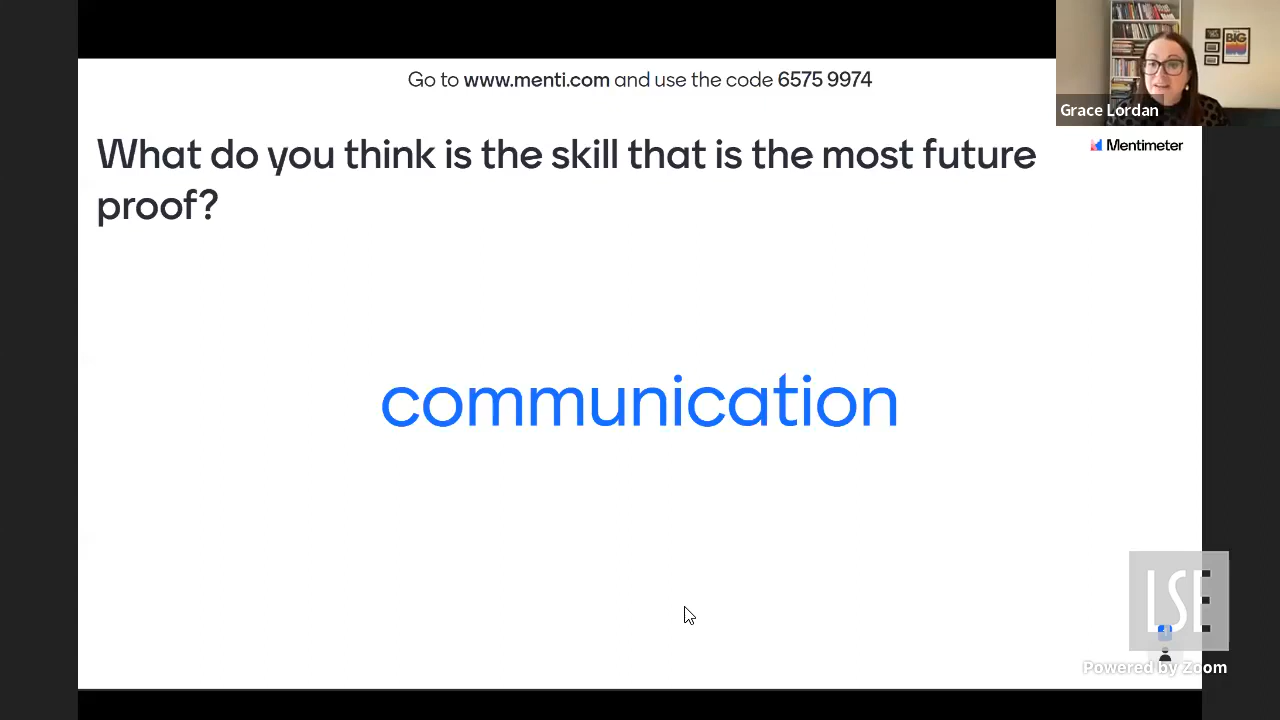 Go to www.menti.com and use the code 6575 9974
Grace Lordan
BIG
Mentimeter
What do you think is the skill that is the most future
proof?
communication
LSE
Powered by Zoom